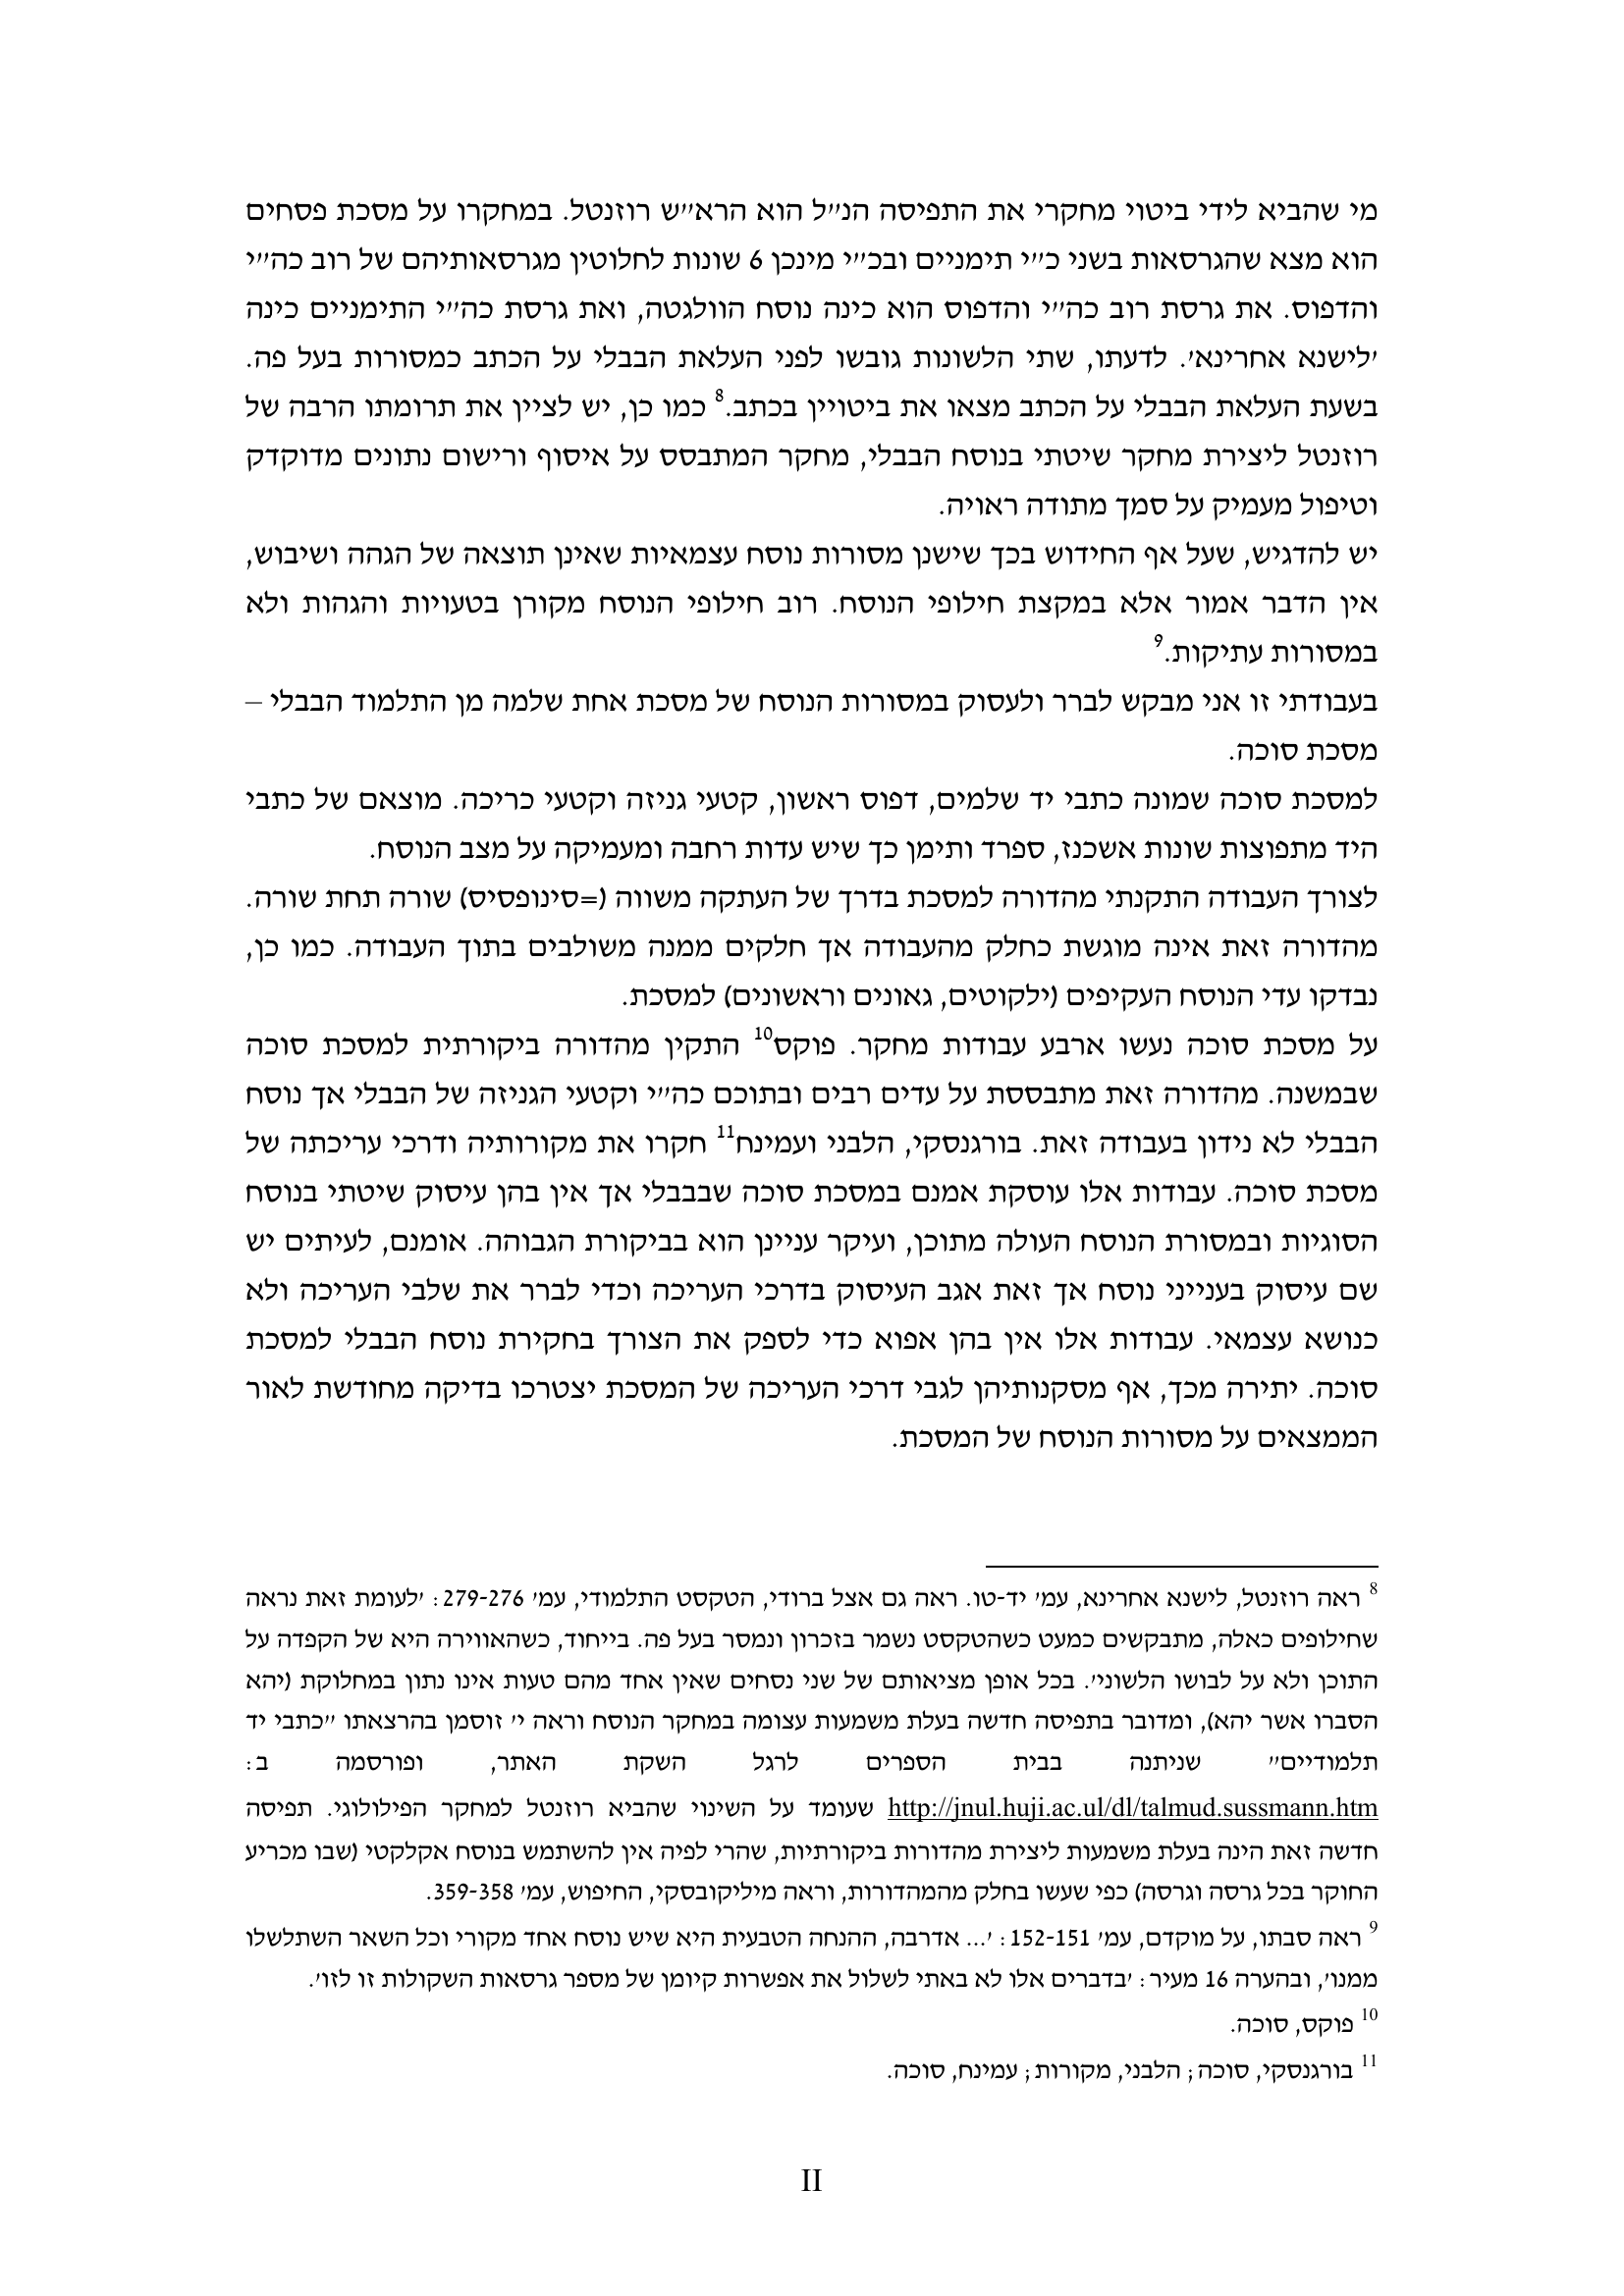 מי שהביא לידי ביטוי מחקרי את התפיסה הנ״ל הוא הרא״ש רוזנטל. במחקרו על מסכת פסחים
הוא מצא שהגרסאות בשני כ״י תימניים ובכ״י מינכן 6 שונות לחלוטין מגרסאותיהם של רוב כה״י
והדפוס. את גרסת רוב כה״י והדפוס הוא כינה נוסח הוולגטה, ואת גרסת כה״י התימניים כינה
׳לישנא אחרינא׳. לדעתו, שתי הלשונות גובשו לפני העלאת הבבלי על הכתב כמסורות בעל פה.
בשעת העלאת הבבלי על הכתב מצאו את ביטויין בכתב.8 כמו כן, יש לציין את תרומתו הרבה של
רוזנטל ליצירת מחקר שיטתי בנוסח הבבלי, מחקר המתבסס על איסוף ורישום נתונים מדוקדק
וטיפול מעמיק על סמך מתודה ראויה.
יש להדגיש, שעל אף החידוש בכך שישנן מסורות נוסח עצמאיות שאינן תוצאה של הגהה ושיבוש,
אין הדבר אמור אלא במקצת חילופי הנוסח. רוב חילופי הנוסח מקורן בטעויות והגהות ולא
במסורות עתיקות.9
בעבודתי זו אני מבקש לברר ולעסוק במסורות הנוסח של מסכת אחת שלמה מן התלמוד הבבלי –
מסכת סוכה.
למסכת סוכה שמונה כתבי יד שלמים, דפוס ראשון, קטעי גניזה וקטעי כריכה. מוצאם של כתבי
היד מתפוצות שונות אשכנז, ספרד ותימן כך שיש עדות רחבה ומעמיקה על מצב הנוסח.
לצורך העבודה התקנתי מהדורה למסכת בדרך של העתקה משווה (=סינופסיס) שורה תחת שורה.
מהדורה זאת אינה מוגשת כחלק מהעבודה אך חלקים ממנה משולבים בתוך העבודה. כמו כן,
נבדקו עדי הנוסח העקיפים (ילקוטים, גאונים וראשונים) למסכת.
על מסכת סוכה נעשו ארבע עבודות מחקר. פוקס10 התקין מהדורה ביקורתית למסכת סוכה
שבמשנה. מהדורה זאת מתבססת על עדים רבים ובתוכם כה״י וקטעי הגניזה של הבבלי אך נוסח
הבבלי לא נידון בעבודה זאת. בורגנסקי, הלבני ועמינח11 חקרו את מקורותיה ודרכי עריכתה של
מסכת סוכה. עבודות אלו עוסקת אמנם במסכת סוכה שבבבלי אך אין בהן עיסוק שיטתי בנוסח
הסוגיות ובמסורת הנוסח העולה מתוכן, ועיקר עניינן הוא בביקורת הגבוהה. אומנם, לעיתים יש
שם עיסוק בענייני נוסח אך זאת אגב העיסוק בדרכי העריכה וכדי לברר את שלבי העריכה ולא
כנושא עצמאי. עבודות אלו אין בהן אפוא כדי לספק את הצורך בחקירת נוסח הבבלי למסכת
סוכה. יתירה מכך, אף מסקנותיהן לגבי דרכי העריכה של המסכת יצטרכו בדיקה מחודשת לאור
הממצאים על מסורות הנוסח של המסכת.
8 ראה רוזנטל, לישנא אחרינא, עמ׳ יד-טו. ראה גם אצל ברודי, הטקסט התלמודי, עמ׳ 279-276: ׳לעומת זאת נראה
שחילופים כאלה, מתבקשים כמעט כשהטקסט נשמר בזכרון ונמסר בעל פה. בייחוד, כשהאווירה היא של הקפדה על
התוכן ולא על לבושו הלשוני׳. בכל אופן מציאותם של שני נסחים שאין אחד מהם טעות אינו נתון במחלוקת (יהא
הסברו אשר יהא), ומדובר בתפיסה חדשה בעלת משמעות עצומה במחקר הנוסח וראה י׳ זוסמן בהרצאתו ״כתבי יד
תלמודיים״ שניתנה בבית הספרים לרגל השקת האתר, ופורסמה ב:
http://jnul.huji.ac.ul/dl/talmud.sussmann.htm שעומד על השינוי שהביא רוזנטל למחקר הפילולוגי. תפיסה
חדשה זאת הינה בעלת משמעות ליצירת מהדורות ביקורתיות, שהרי לפיה אין להשתמש בנוסח אקלקטי (שבו מכריע
החוקר בכל גרסה וגרסה) כפי שעשו בחלק מהמהדורות, וראה מיליקובסקי, החיפוש, עמ׳ 359-358.
9 ראה סבתו, על מוקדם, עמ׳ 152-151: ׳... אדרבה, ההנחה הטבעית היא שיש נוסח אחד מקורי וכל השאר השתלשלו
ממנו׳, ובהערה 16 מעיר: ׳בדברים אלו לא באתי לשלול את אפשרות קיומן של מספר גרסאות השקולות זו לזו׳.
10 פוקס, סוכה.
11 בורגנסקי, סוכה; הלבני, מקורות; עמינח, סוכה.
II